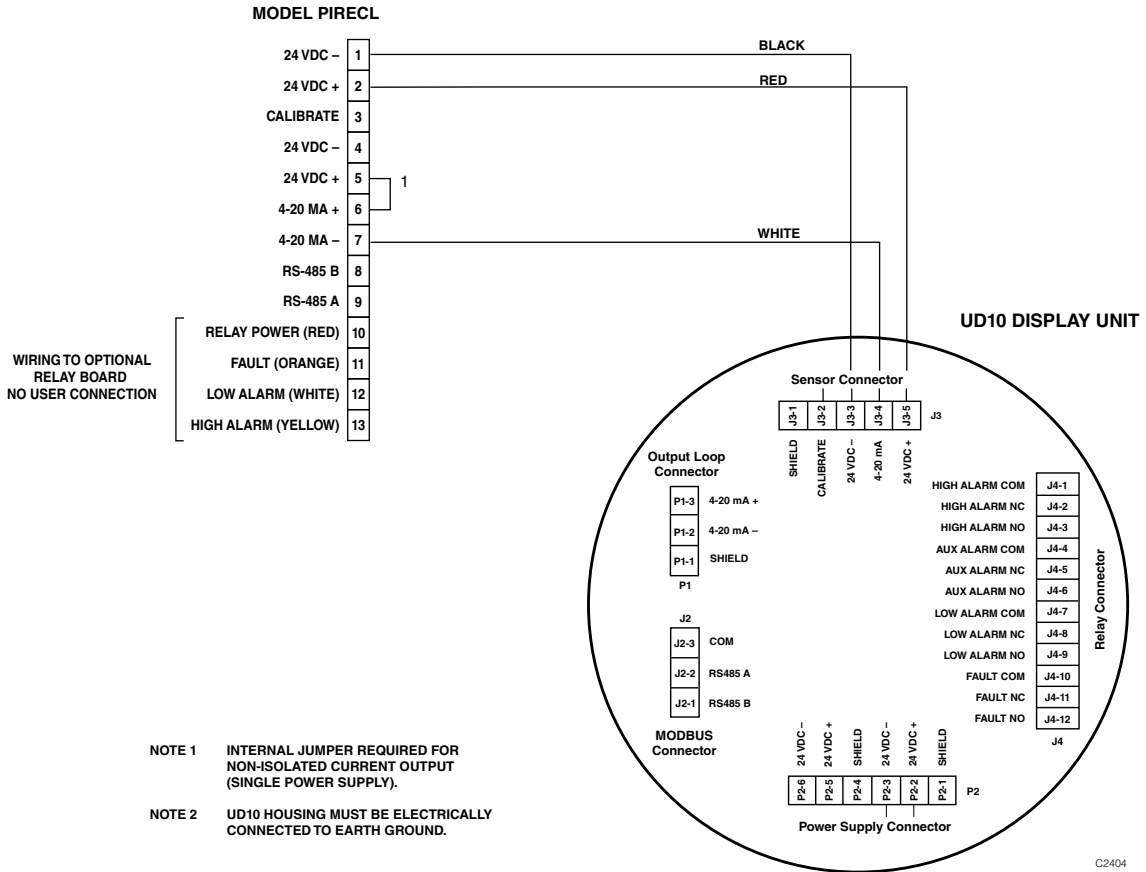 MODEL PIRECL
24 VDC – 1
24 VDC + 2
CALIBRATE 3
24 VDC – 4
24 VDC + 5
4-20 MA + 6
4-20 MA – 7
RS-485 B 8
RS-485 A 9
RELAY POWER (RED) 10
FAULT (ORANGE) 11
LOW ALARM (WHITE) 12
HIGH ALARM (YELLOW) 13
WIRING TO OPTIONAL
RELAY BOARD
NO USER CONNECTION
1
BLACK
RED
WHITE
UD10 DISPLAY UNIT
Sensor Connector
J3-1
J3-2
J3-3
J3-4
J3-5
J3
SHIELD
CALIBRATE
24 VDC –
4-20 mA
24 VDC +
Output Loop
Connector
P1-3 4-20 mA +
P1-2 4-20 mA –
P1-1 SHIELD
P1
J2
J2-3 COM
J2-2 RS485 A
J2-1 RS485 B
MODBUS
Connector
HIGH ALARM COM J4-1
HIGH ALARM NC J4-2
HIGH ALARM NO J4-3
AUX ALARM COM J4-4
AUX ALARM NC J4-5
AUX ALARM NO J4-6
LOW ALARM COM J4-7
LOW ALARM NC J4-8
LOW ALARM NO J4-9
FAULT COM J4-10
FAULT NC J4-11
FAULT NO J4-12
J4
Relay Connector
24 VDC –
24 VDC +
SHIELD
24 VDC –
24 VDC +
SHIELD
P2-6
P2-5
P2-4
P2-3
P2-2
P2-1
P2
Power Supply Connector
NOTE 1 INTERNAL JUMPER REQUIRED FOR
NON-ISOLATED CURRENT OUTPUT
(SINGLE POWER SUPPLY).
NOTE 2 UD10 HOUSING MUST BE ELECTRICALLY
CONNECTED TO EARTH GROUND.
C2404